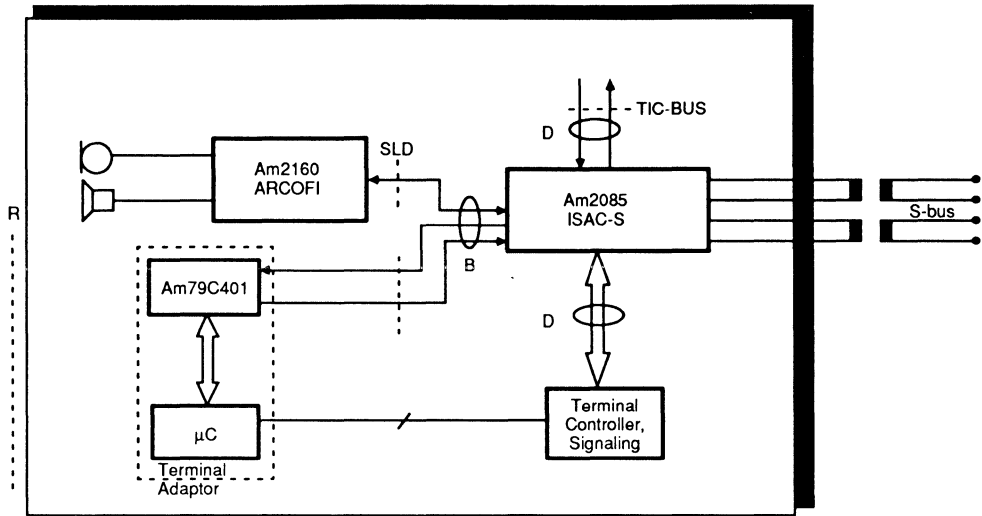 TIC-BUS
D
SLD
Am2160
ARCOFI
Am2085
ISAC-S
R
S-bus
B
Am79C401
D
Terminal
Controller,
Signaling
µC
Terminal
Adaptor